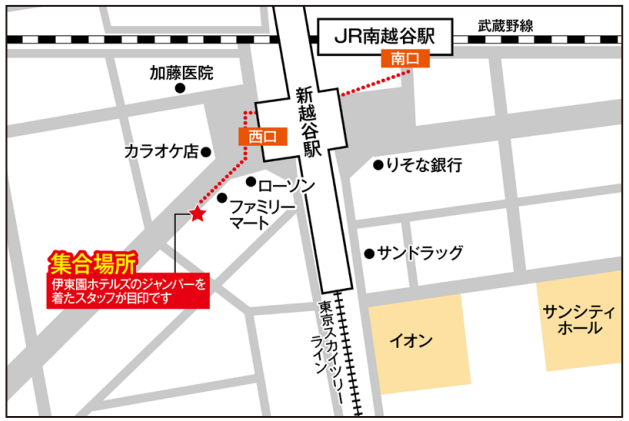 武蔵野線
JR南越谷駅
南口
加藤医院
新越谷駅
西口
カラオケ店
りそな銀行
ローソン
ファミリー
マート
サンドラッグ
集合場所
伊東園ホテルズのジャンパーを
着たスタッフが目印です
東京スカイツリー
ライン
イオン
サンシティ
ホール